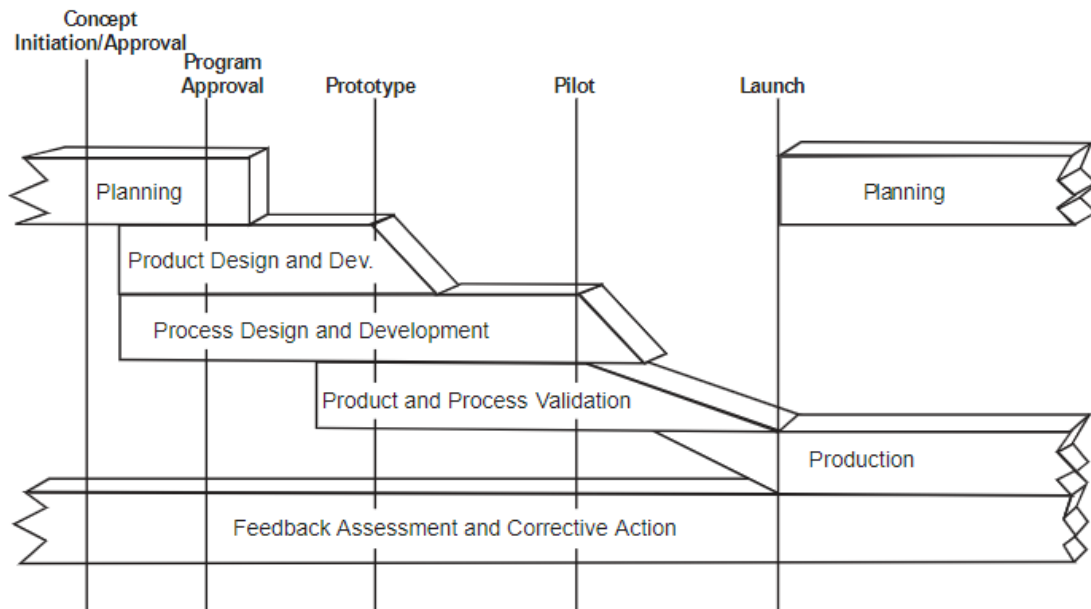 Concept
Initiation/Approval
Program
Approval
Prototype
Pilot
Launch
Planning
Planning
Product Design and Dev.
Process Design and Development
Product and Process Validation
Production
Feedback Assessment and Corrective Action